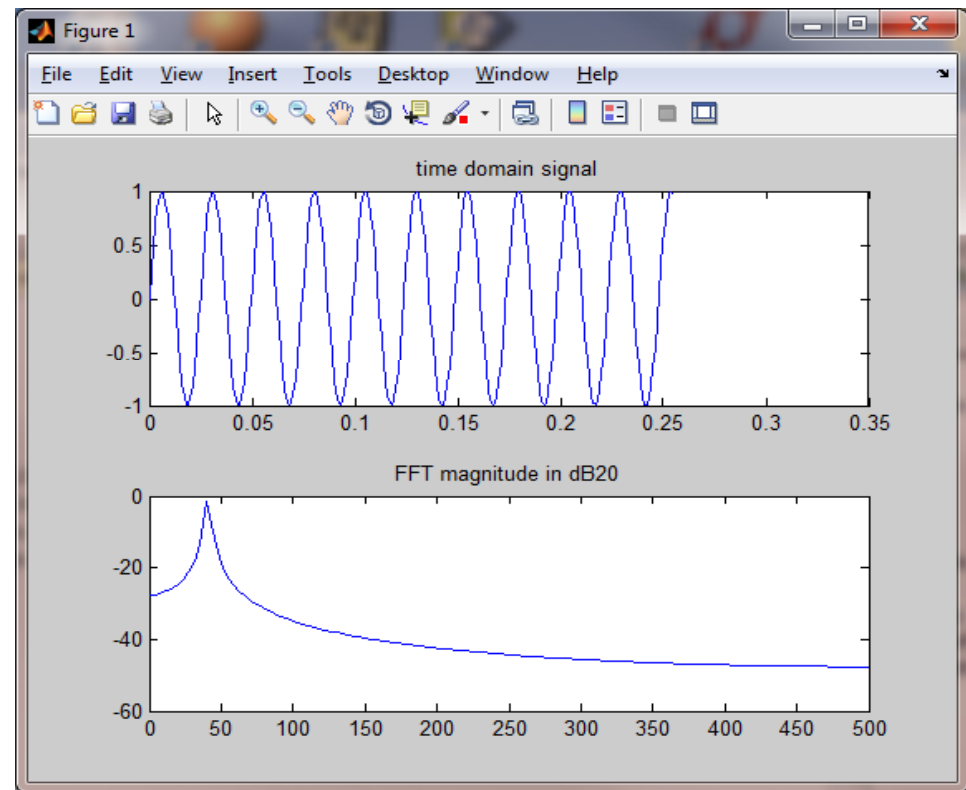 Figure 1
File Edit View Insert Tools Desktop Window Help
time domain signal
1
0.5
0
-0.5
-1
0 0.05 0.1 0.15 0.2 0.25 0.3 0.35
FFT magnitude in dB20
0
-20
-40
-60
0 50 100 150 200 250 300 350 400 450 500